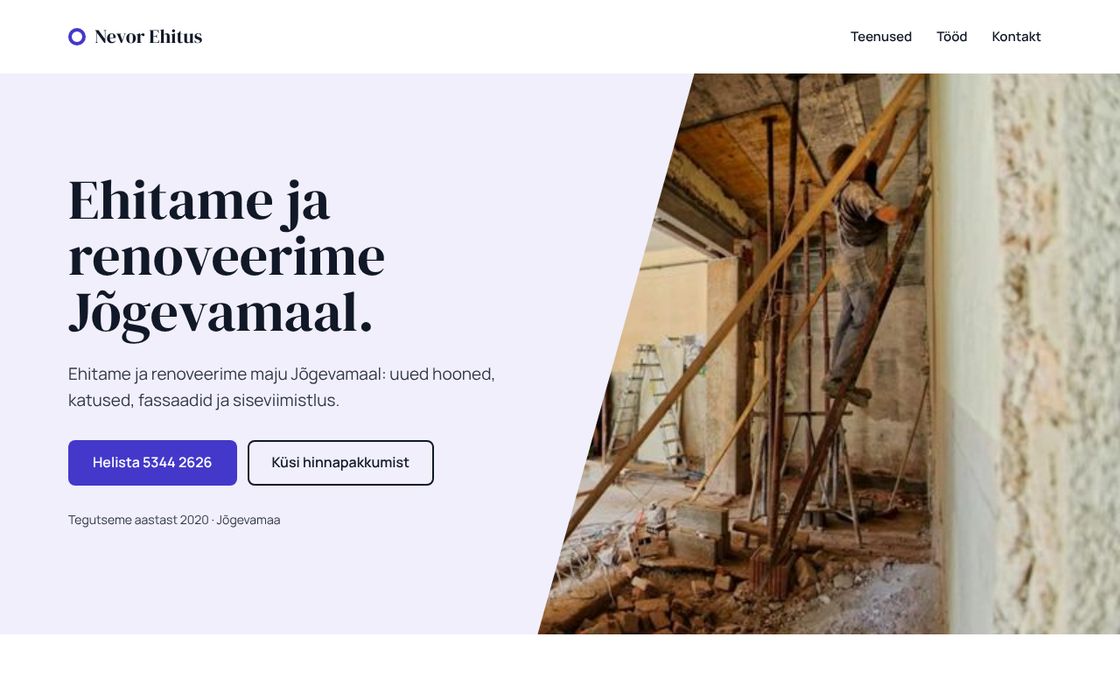 Nevor Ehitus
Teenused
Tööd
Kontakt
Ehitame ja
renoveerime
Jõgevamaal.
Ehitame ja renoveerime maju Jõgevamaal: uued hooned,
katused, fassaadid ja siseviimistlus.
Helista 5344 2626
Küsi hinnapakkumist
Tegutseme aastast 2020 · Jõgevamaa